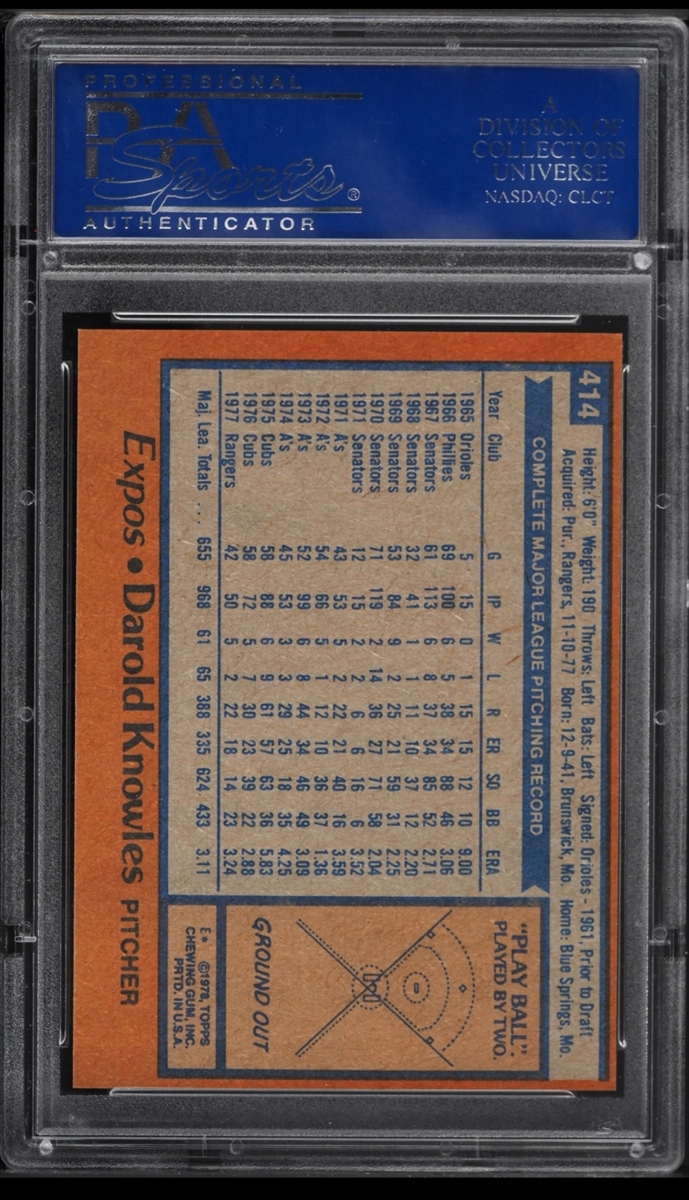 PROFESSIONAL
PSA
Sports®
AUTHENTICATOR
A
DIVISION OF
COLLECTORS
UNIVERSE
NASDAQ: CLCT
414
Height: 6'0" Weight: 190 Throws: Left Bats: Left Signed: Orioles - 1961, Prior to Draft
Acquired: Pur., Rangers, 11-10-77 Born: 12-9-41, Brunswick, Mo. Home: Blue Springs, Mo.
COMPLETE MAJOR LEAGUE PITCHING RECORD
Year Club G IP W L R ER SO BB ERA
1965 Orioles 5 15 0 1 15 15 12 10 9.00
1966 Phillies 69 100 6 5 38 34 88 46 3.06
1967 Senators 61 113 6 8 37 34 85 52 2.71
1968 Senators 32 41 1 1 11 10 37 12 2.20
1969 Senators 53 84 9 2 25 21 59 31 2.25
1970 Senators 71 119 2 14 36 27 71 58 2.04
1971 Senators 12 15 2 2 6 6 16 6 3.52
1971 A's 43 53 5 2 22 21 40 16 3.59
1972 A's 54 66 5 1 12 10 36 37 1.36
1973 A's 52 99 6 8 44 34 46 49 3.09
1974 A's 45 53 3 3 29 25 18 35 4.25
1975 Cubs 58 88 6 9 61 57 63 36 5.83
1976 Cubs 58 72 5 7 30 23 39 22 2.88
1977 Rangers 42 50 5 2 22 18 14 23 3.24
Maj. Lea. Totals ... 655 968 61 65 388 335 624 433 3.11
"PLAY BALL".
PLAYED BY TWO.
GROUND OUT
E* ©1978, TOPPS
CHEWING GUM, INC.
PRTD. IN U.S.A.
Expos • Darold Knowles PITCHER